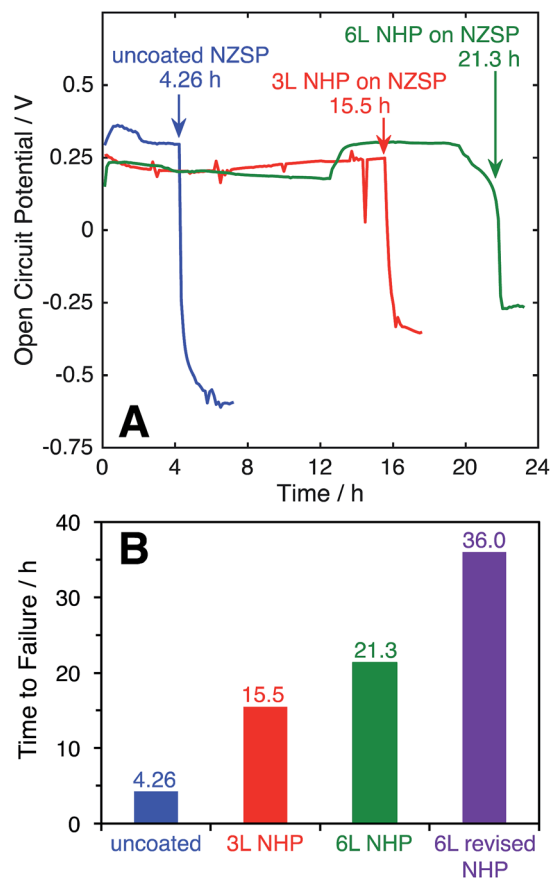 6L NHP on NZSP
21.3 h
uncoated NZSP
4.26 h
3L NHP on NZSP
15.5 h
Open Circuit Potential / V
0.5
0.25
0
-0.25
-0.5
-0.75
A
0 4 8 12 16 20 24
Time / h
B
Time to Failure / h
40
30
20
10
0
4.26
15.5
21.3
36.0
uncoated 3L NHP 6L NHP 6L revised
NHP